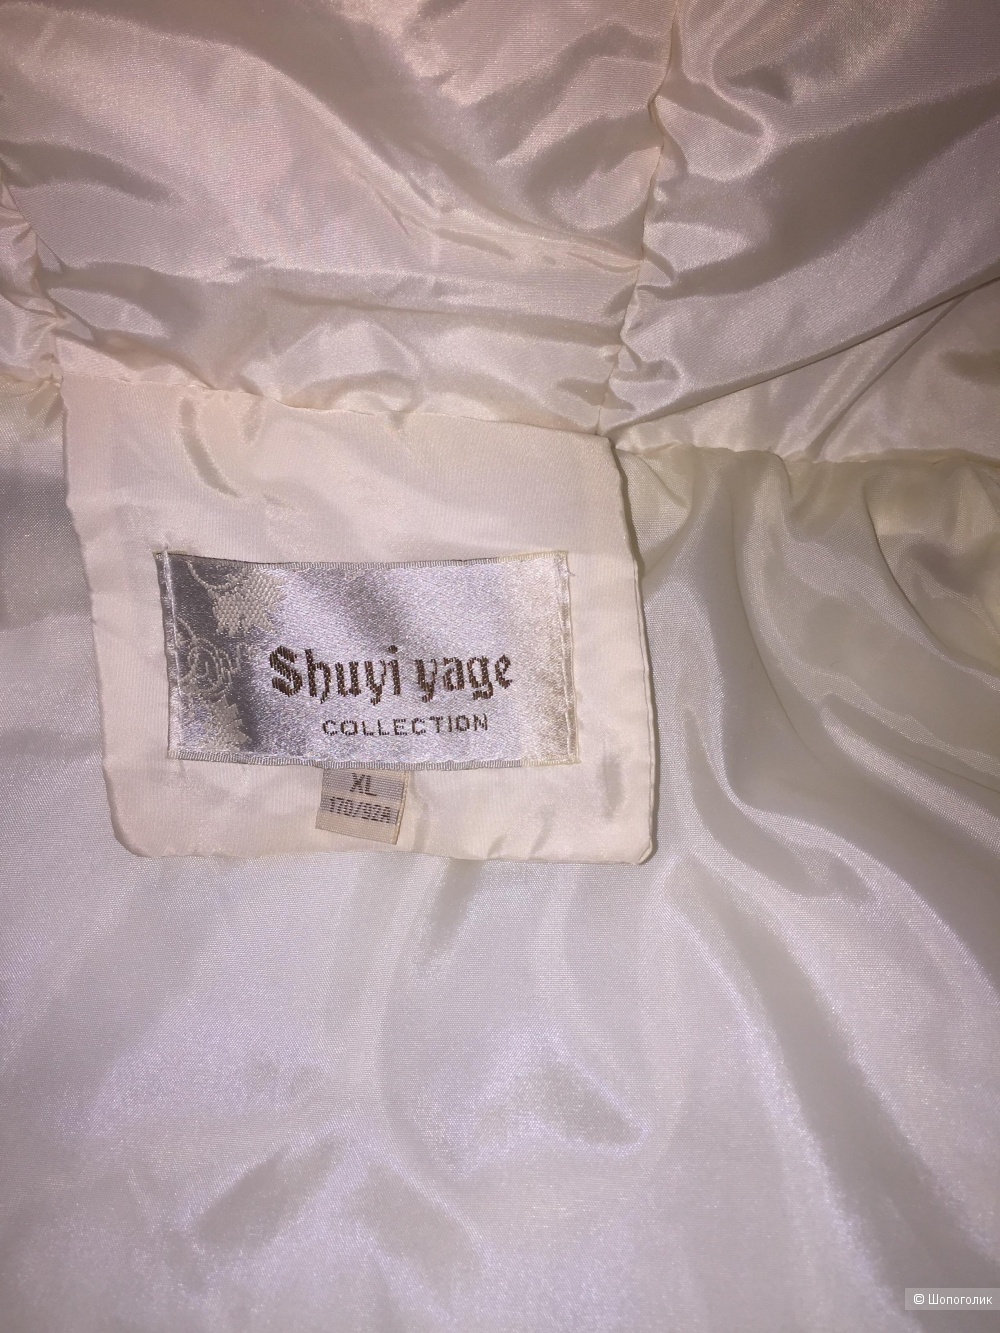 Shuyi yage
COLLECTION
XL
170/92A
© Шопоголик